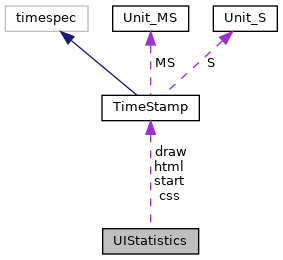 timespec
Unit_MS
Unit_S
MS
S
TimeStamp
draw
html
start
css
UIStatistics